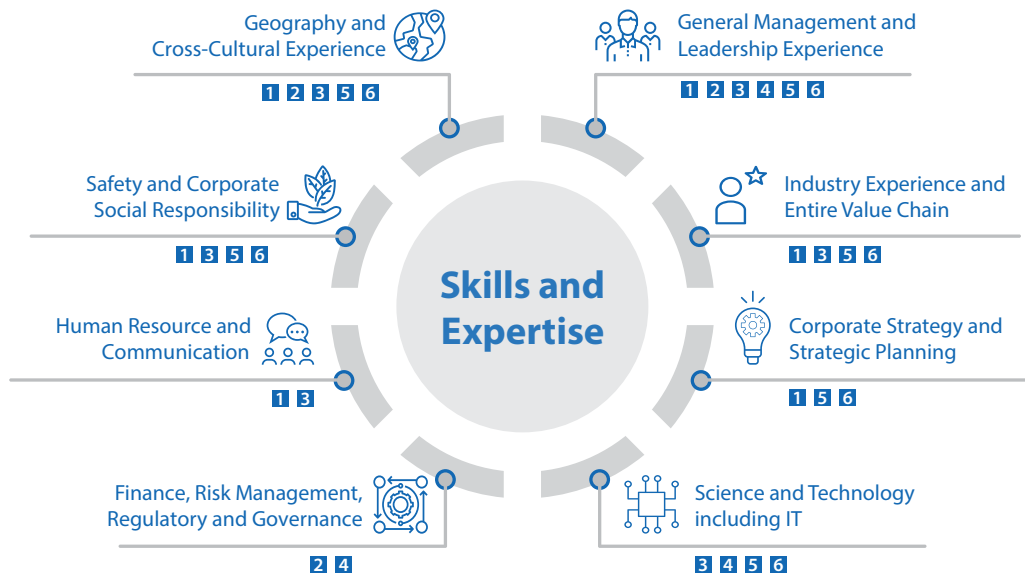 Geography and
Cross-Cultural Experience
1 2 3 5 6
General Management and
Leadership Experience
1 2 3 4 5 6
Safety and Corporate
Social Responsibility
1 3 5 6
Industry Experience and
Entire Value Chain
1 3 5 6
Skills and
Expertise
Human Resource and
Communication
1 3
Corporate Strategy and
Strategic Planning
1 5 6
Finance, Risk Management,
Regulatory and Governance
2 4
Science and Technology
including IT
3 4 5 6